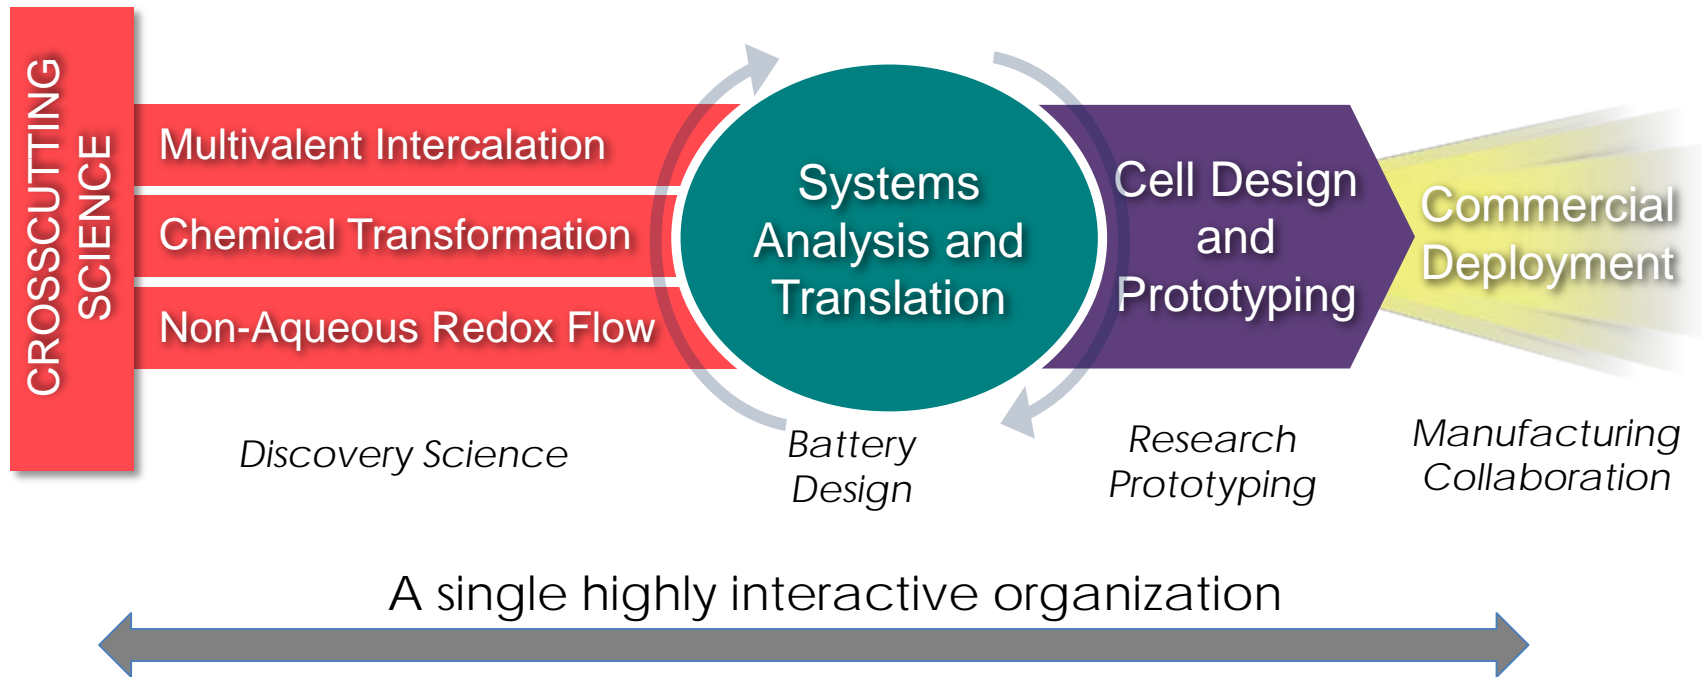 CROSSCUTTING
SCIENCE
Multivalent Intercalation
Chemical Transformation
Non-Aqueous Redox Flow
Systems
Analysis and
Translation
Cell Design
and
Prototyping
Commercial
Deployment
Discovery Science
Battery
Design
Research
Prototyping
Manufacturing
Collaboration
A single highly interactive organization